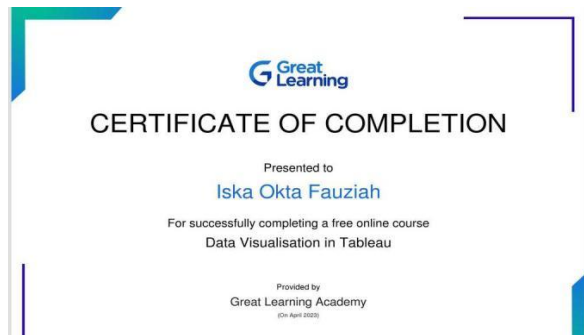 Great
Learning
CERTIFICATE OF COMPLETION
Presented to
Iska Okta Fauziah
For successfully completing a free online course
Data Visualisation in Tableau
Provided by
Great Learning Academy
(On April 2023)